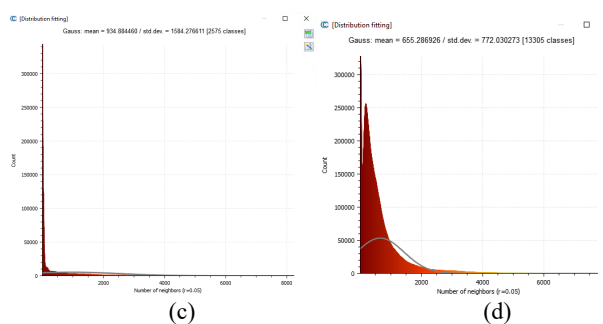 [Distribution fitting]
Gauss: mean = 934.884460 / std.dev. = 1584.276611 [2575 classes]
300000
250000
200000
150000
100000
50000
0
Count
2000
4000
6000
8000
Number of neighbors (r=0.05)
(c)
[Distribution fitting]
Gauss: mean = 655.286926 / std.dev. = 772.030273 [13305 classes]
300000
250000
200000
150000
100000
50000
0
Count
2000
4000
6000
Number of neighbors (r=0.05)
(d)